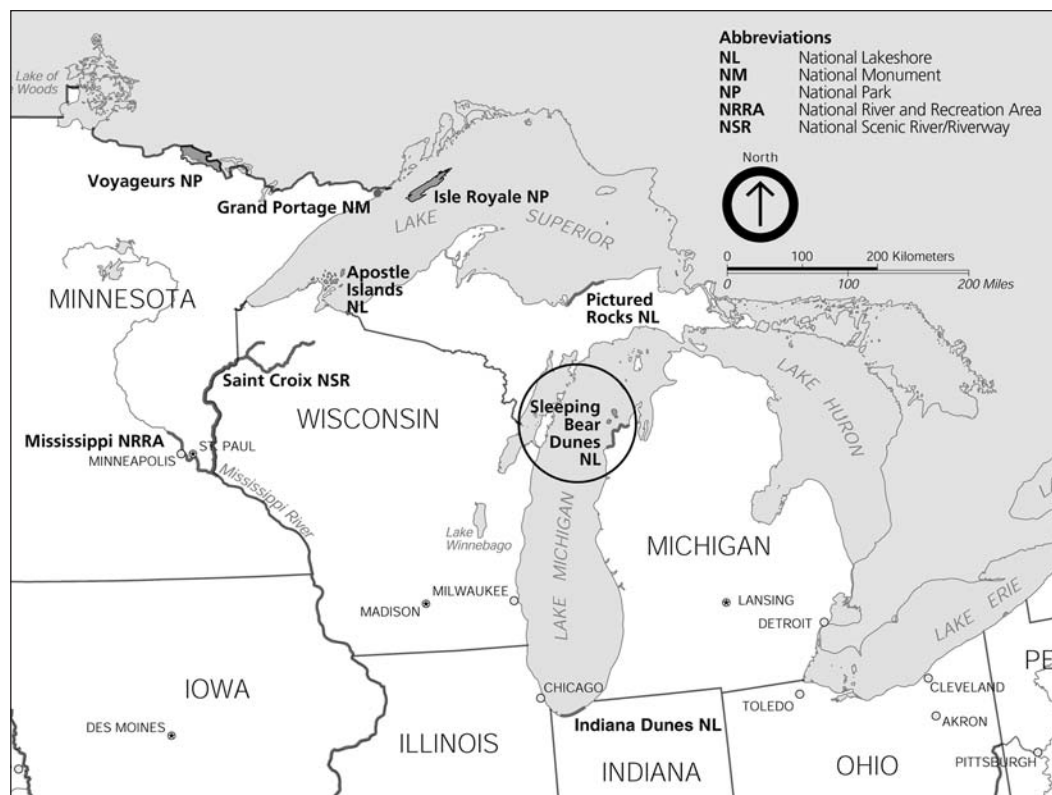 Abbreviations
NL National Lakeshore
NM National Monument
NP National Park
NRRA National River and Recreation Area
NSR National Scenic River/Riverway
Lake of
Woods
North
Voyageurs NP
Grand Portage NM
Isle Royale NP
LAKE SUPERIOR
0 100 200 Kilometers
0 100 200 Miles
Apostle
Islands
NL
MINNESOTA
Pictured
Rocks NL
Saint Croix NSR
WISCONSIN
Sleeping
Bear
Dunes
NL
LAKE HURON
Mississippi NRRA
MINNEAPOLIS
ST. PAUL
Mississippi River
Lake
Winnebago
LAKE MICHIGAN
MICHIGAN
MILWAUKEE
MADISON
LANSING
DETROIT
LAKE ERIE
IOWA
CHICAGO
CLEVELAND
TOLEDO
DES MOINES
Indiana Dunes NL
AKRON
ILLINOIS
INDIANA
OHIO
PITTSBURGH
PE